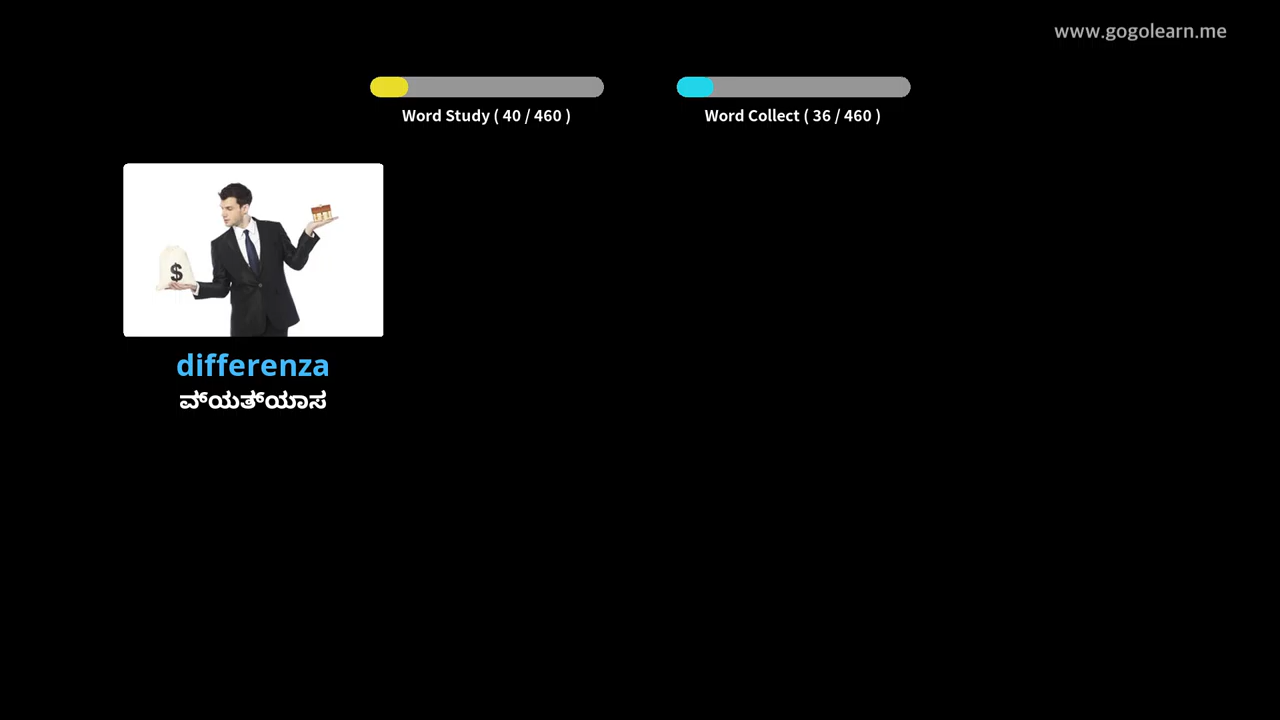 www.gogolearn.me
Word Study ( 40 / 460 )
Word Collect ( 36 / 460 )
$
differenza
ವ್ಯತ್ಯಾಸ